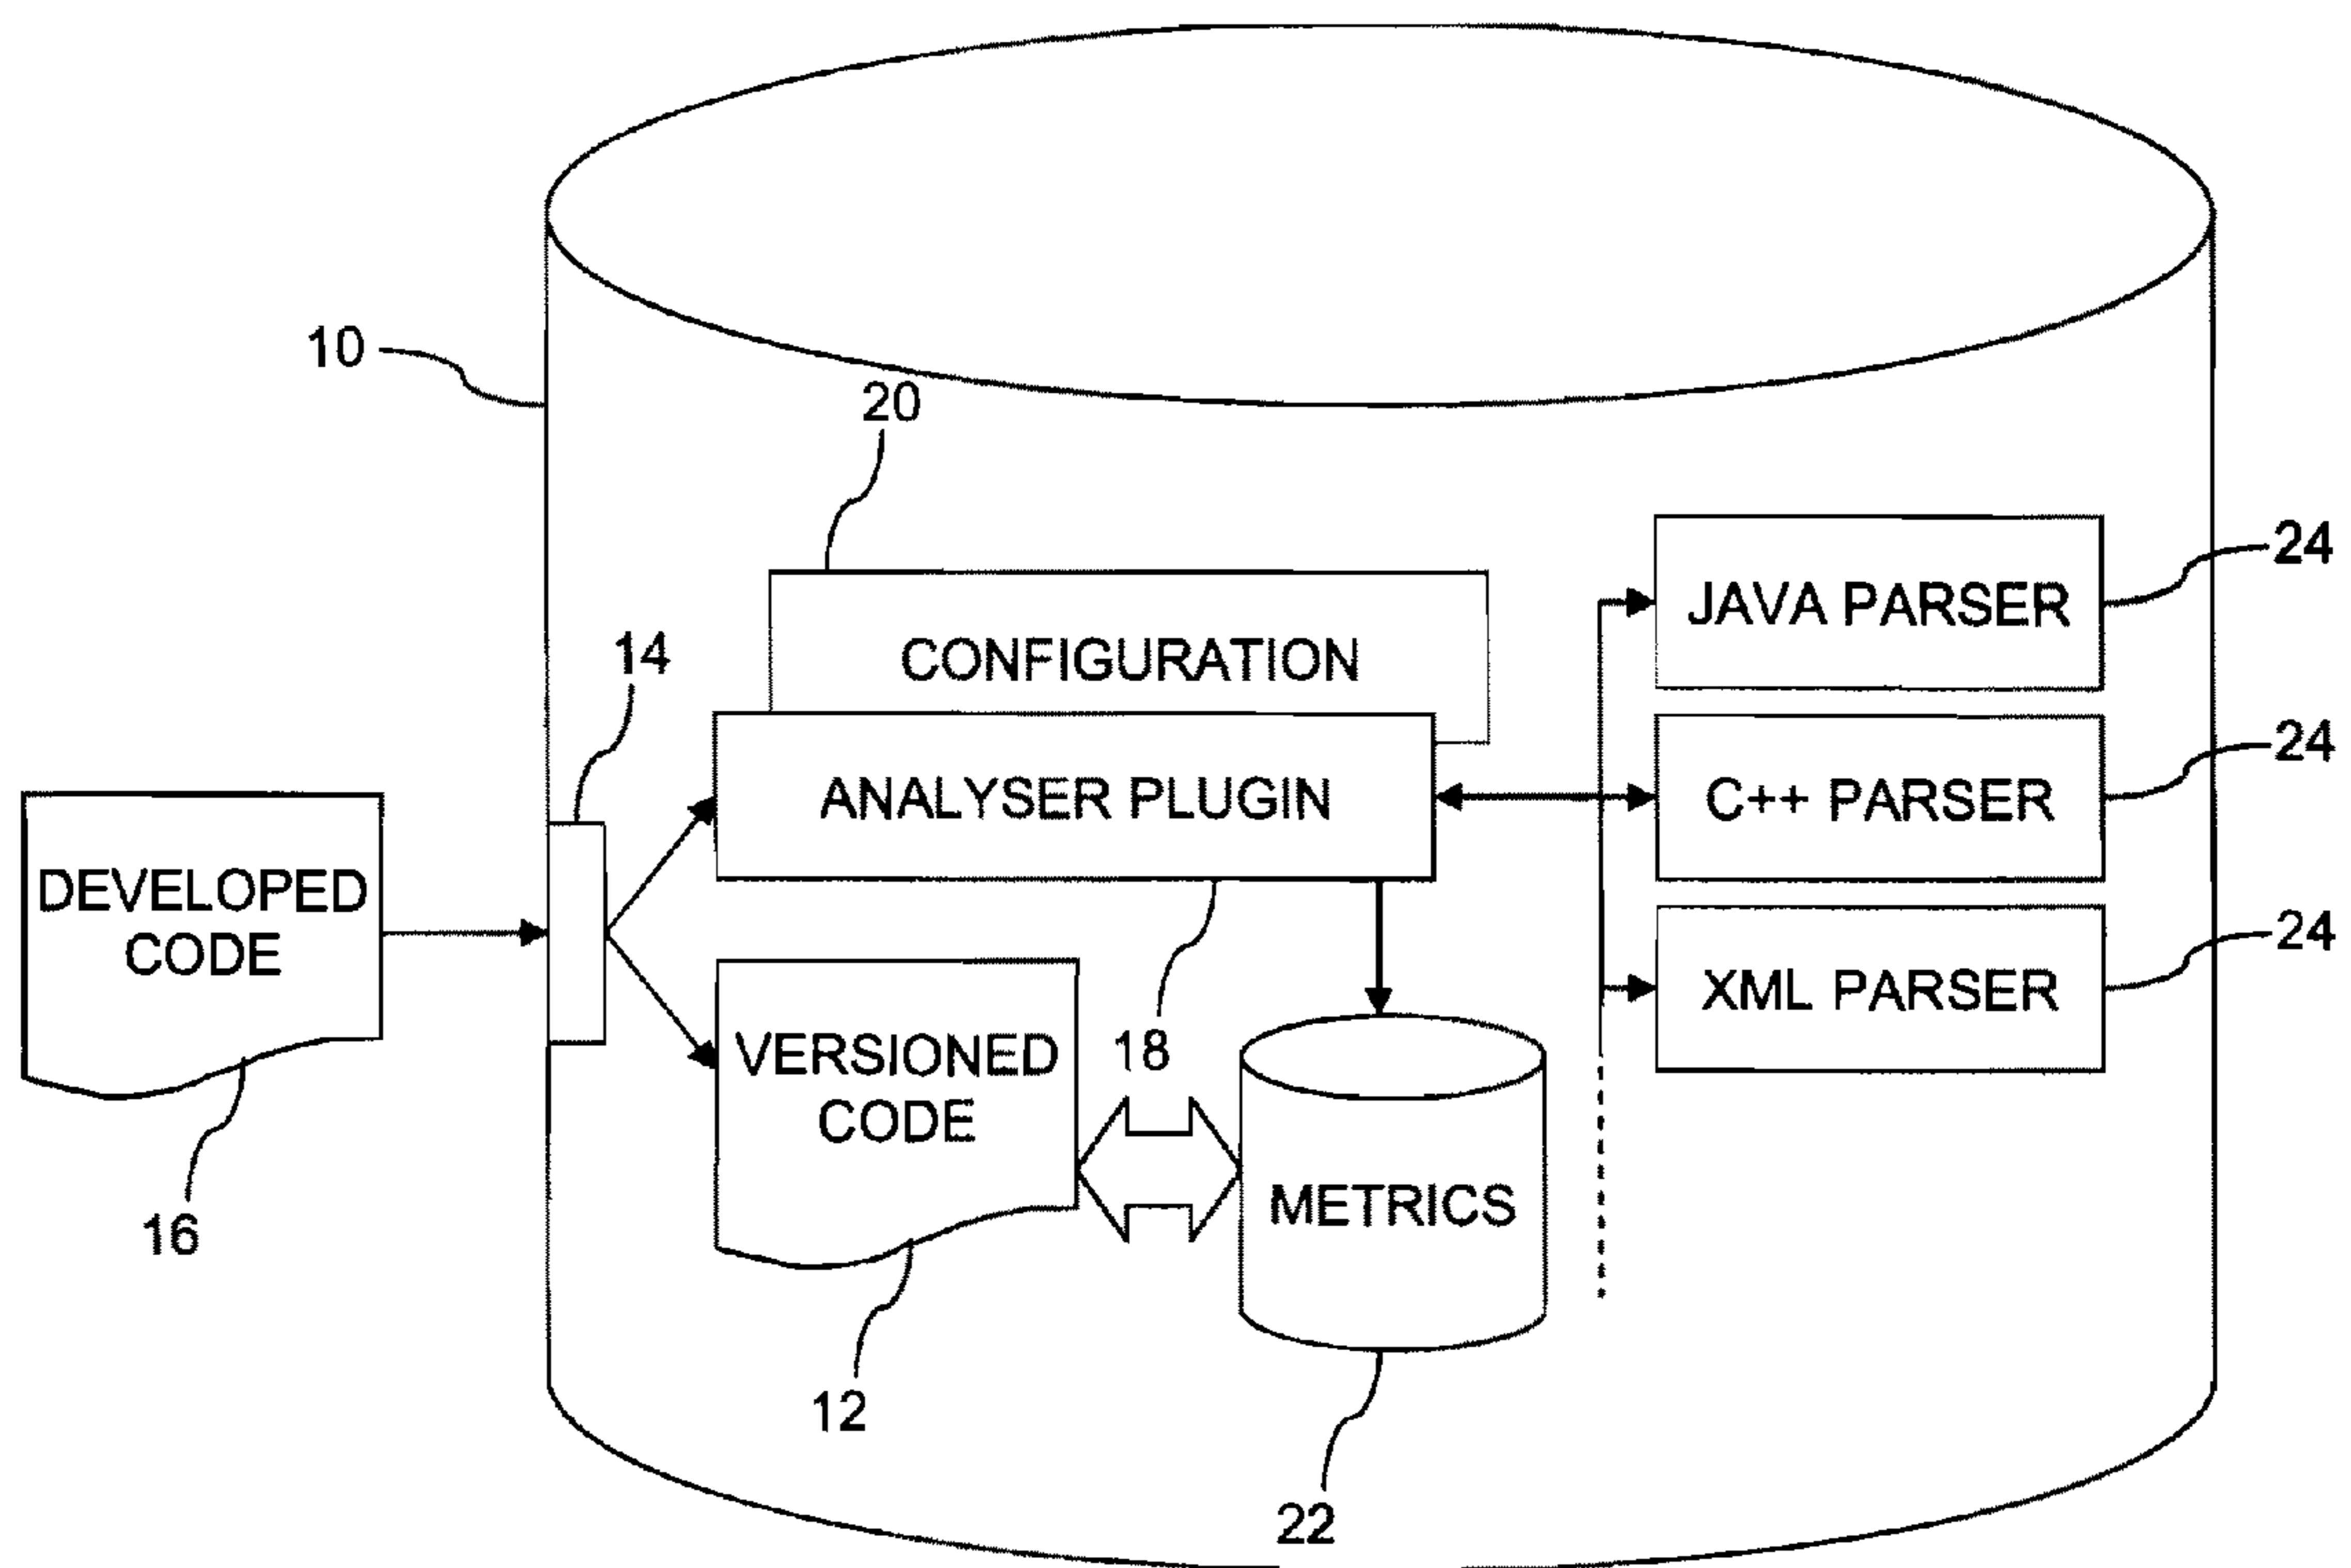 10
20
24
JAVA PARSER
14
CONFIGURATION
24
ANALYSER PLUGIN
C++ PARSER
DEVELOPED
CODE
24
XML PARSER
VERSIONED
CODE
18
METRICS
16
12
22